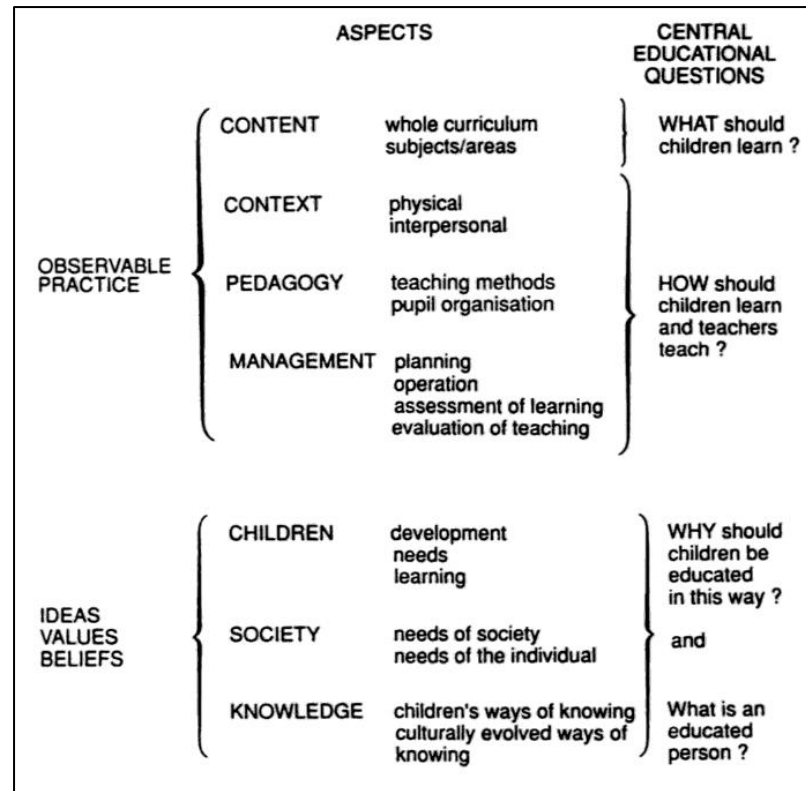 ASPECTS
CENTRAL
EDUCATIONAL
QUESTIONS
OBSERVABLE
PRACTICE
CONTENT
whole curriculum
subjects/areas
WHAT should
children learn ?
CONTEXT
physical
interpersonal
PEDAGOGY
teaching methods
pupil organisation
MANAGEMENT
planning
operation
assessment of learning
evaluation of teaching
HOW should
children learn
and teachers
teach ?
IDEAS
VALUES
BELIEFS
CHILDREN
development
needs
learning
SOCIETY
needs of society
needs of the individual
KNOWLEDGE
children's ways of knowing
culturally evolved ways of
knowing
WHY should
children be
educated
in this way ?
and
What is an
educated
person ?